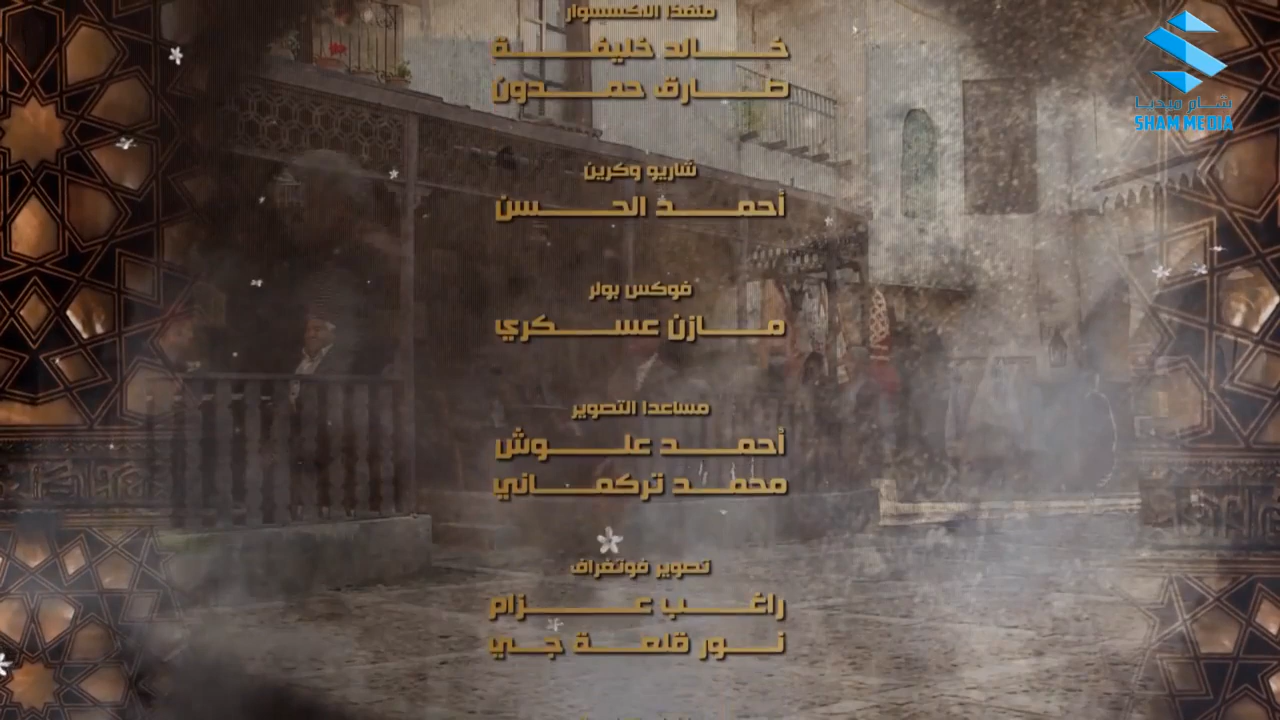 منفذا الاكسسوار
خالد خليفة
طارق حمدون
شاريو وكرين
أحمد الحسن
فوكس بولر
مازن عسكري
مساعدا التصوير
أحمد علوش
محمد تركماني
تصوير فوتغراف
راغب عزام
نور قلعة جي
شام ميديا
SHAM MEDIA